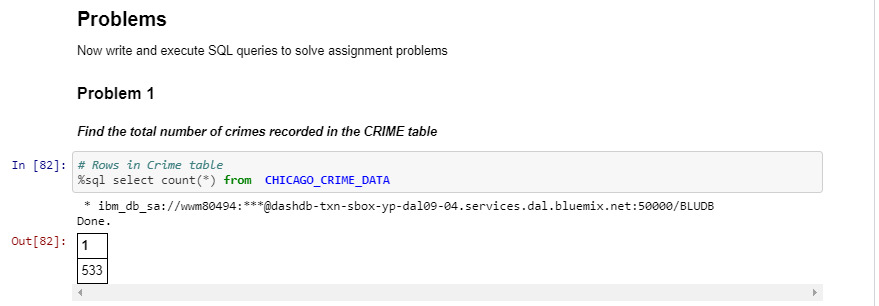 Problems
Now write and execute SQL queries to solve assignment problems
Problem 1
Find the total number of crimes recorded in the CRIME table
In [82]: # Rows in Crime table
%sql select count(*) from  CHICAGO_CRIME_DATA
* ibm_db_sa://wwm80494:***@dashdb-txn-sbox-yp-dal09-04.services.dal.bluemix.net:50000/BLUDB
Done.
Out[82]: 1
533